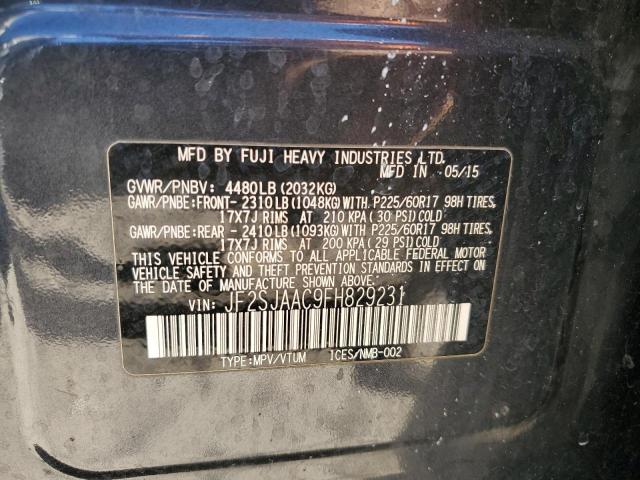 MFD BY FUJI HEAVY INDUSTRIES LTD.
MFD IN 05/15
GVWR/PNBV: 4480LB(2032KG)
GAWR/PNBE:FRONT- 2310LB(1048KG)WITH P225/60R17 98H TIRES,
17X7J RIMS AT 210 KPA( 30 PSI)COLD
GAWR/PNBE:REAR - 2410LB(1093KG)WITH P225/60R17 98H TIRES,
17X7J RIMS AT 200 KPA( 29 PSI)COLD
THIS VEHICLE CONFORMS TO ALL APPLICABLE FEDERAL MOTOR
VEHICLE SAFETY AND THEFT PREVENTION STANDARDS IN EFFECT
ON THE DATE OF MANUFACTURE SHOWN ABOVE.
VIN: JF2SJAAC9FH829231
TYPE:MPV/VTUM ICES/NMB-002